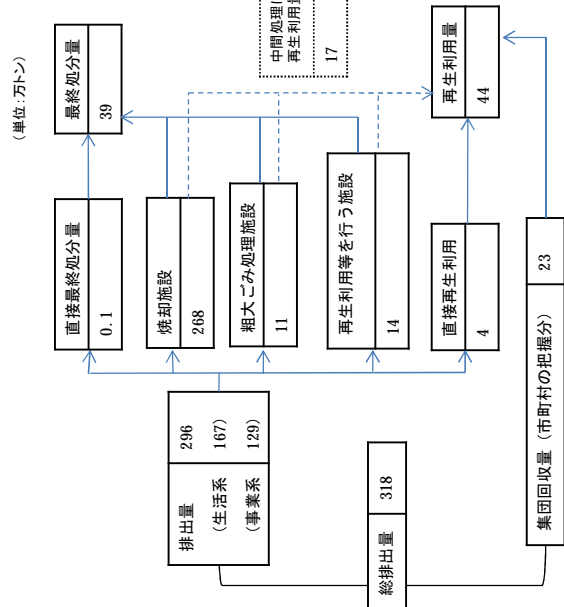 (単位：万トン)
総排出量
318
排出量
296
(生活系
167)
(事業系
129)
集団回収量（市町村の把握分）
23
直接最終処分量
0.1
焼却施設
268
粗大ごみ処理施設
11
再生利用等を行う施設
14
直接再生利用
4
最終処分量
39
中間処理
再生利用量
17
再生利用量
44